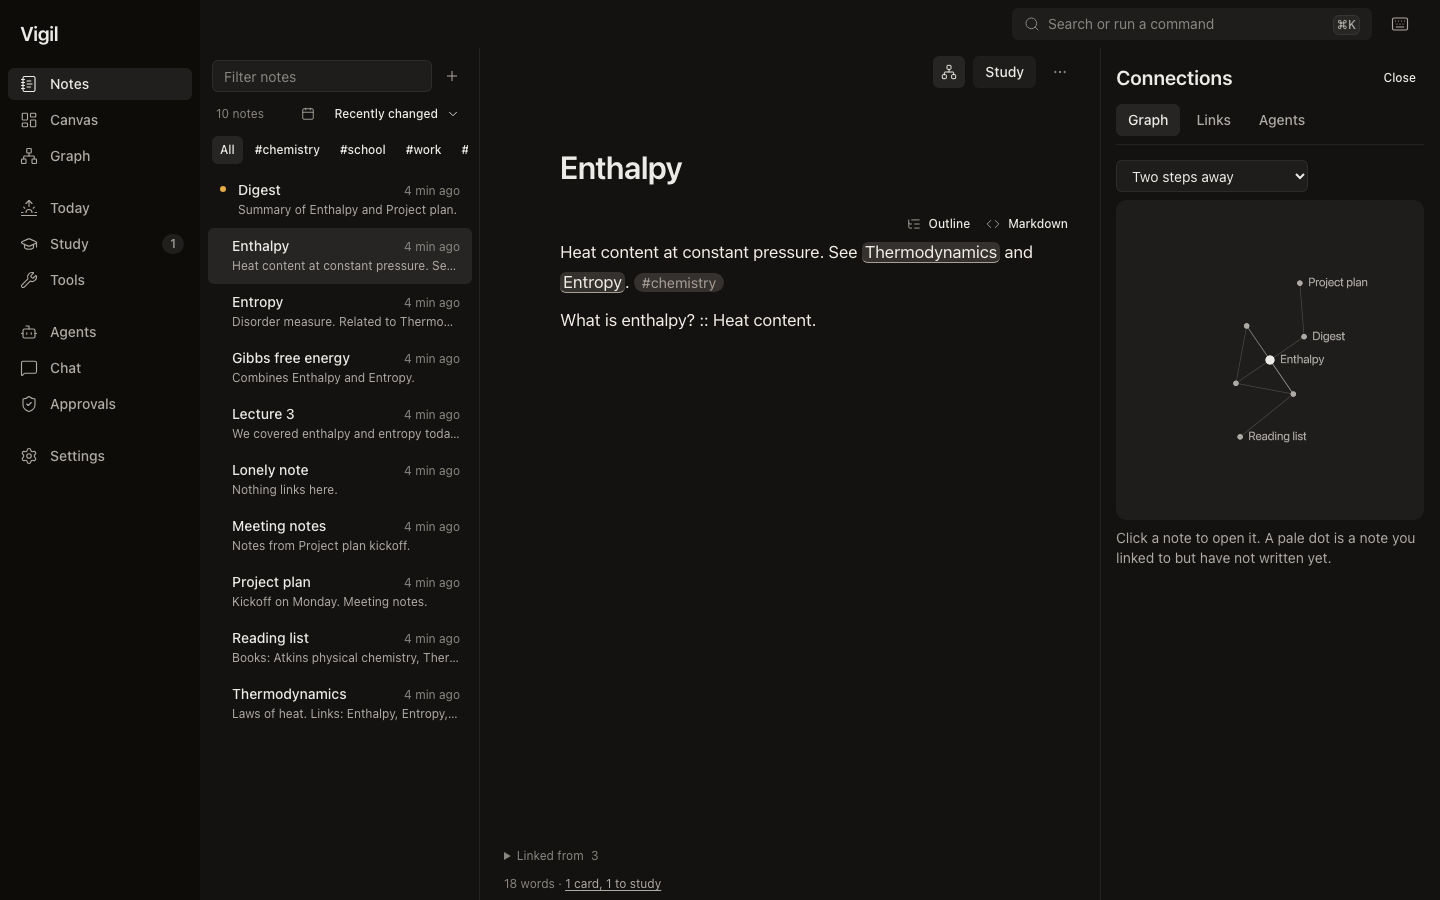 Vigil
Search or run a command ⌘K
Notes
Canvas
Graph
Today
Study 1
Tools
Agents
Chat
Approvals
Settings
Filter notes
10 notes Recently changed
All #chemistry #school #work #
Digest 4 min ago
Summary of Enthalpy and Project plan.
Enthalpy 4 min ago
Heat content at constant pressure. Se…
Entropy 4 min ago
Disorder measure. Related to Thermo…
Gibbs free energy 4 min ago
Combines Enthalpy and Entropy.
Lecture 3 4 min ago
We covered enthalpy and entropy toda…
Lonely note 4 min ago
Nothing links here.
Meeting notes 4 min ago
Notes from Project plan kickoff.
Project plan 4 min ago
Kickoff on Monday. Meeting notes.
Reading list 4 min ago
Books: Atkins physical chemistry, Ther…
Thermodynamics 4 min ago
Laws of heat. Links: Enthalpy, Entropy,…
Study
Enthalpy
Outline Markdown
Heat content at constant pressure. See Thermodynamics and
Entropy. #chemistry
What is enthalpy? :: Heat content.
Linked from 3
18 words · 1 card, 1 to study
Connections Close
Graph Links Agents
Two steps away
Project plan
Digest
Enthalpy
Reading list
Click a note to open it. A pale dot is a note you
linked to but have not written yet.